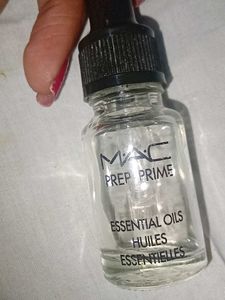 MAC
PREP PRIME
ESSENTIAL OILS
HUILES
ESSENTIELLES